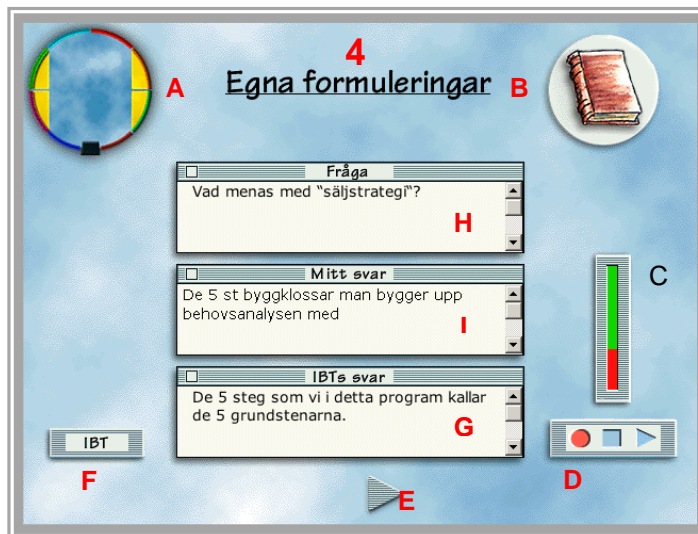 4
A
Egna formuleringar
B
Fråga
Vad menas med "säljstrategi"?
H
Mitt svar
C
De 5 st byggklossar man bygger upp
behovsanalysen med
I
IBTs svar
De 5 steg som vi i detta program kallar
de 5 grundstenarna.
G
IBT
F
D
E